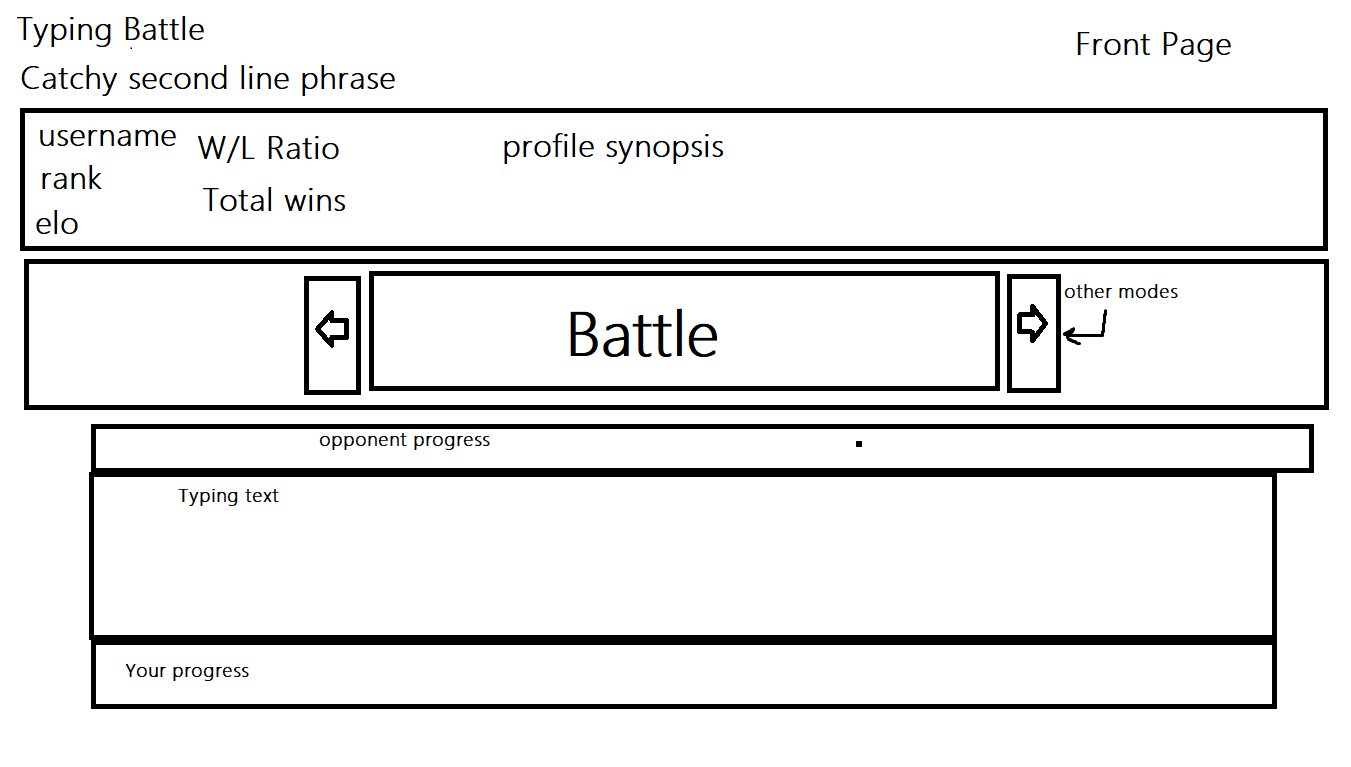 Typing Battle
Front Page
Catchy second line phrase
username
W/L Ratio
profile synopsis
rank
Total wins
elo
other modes
Battle
opponent progress
Typing text
Your progress